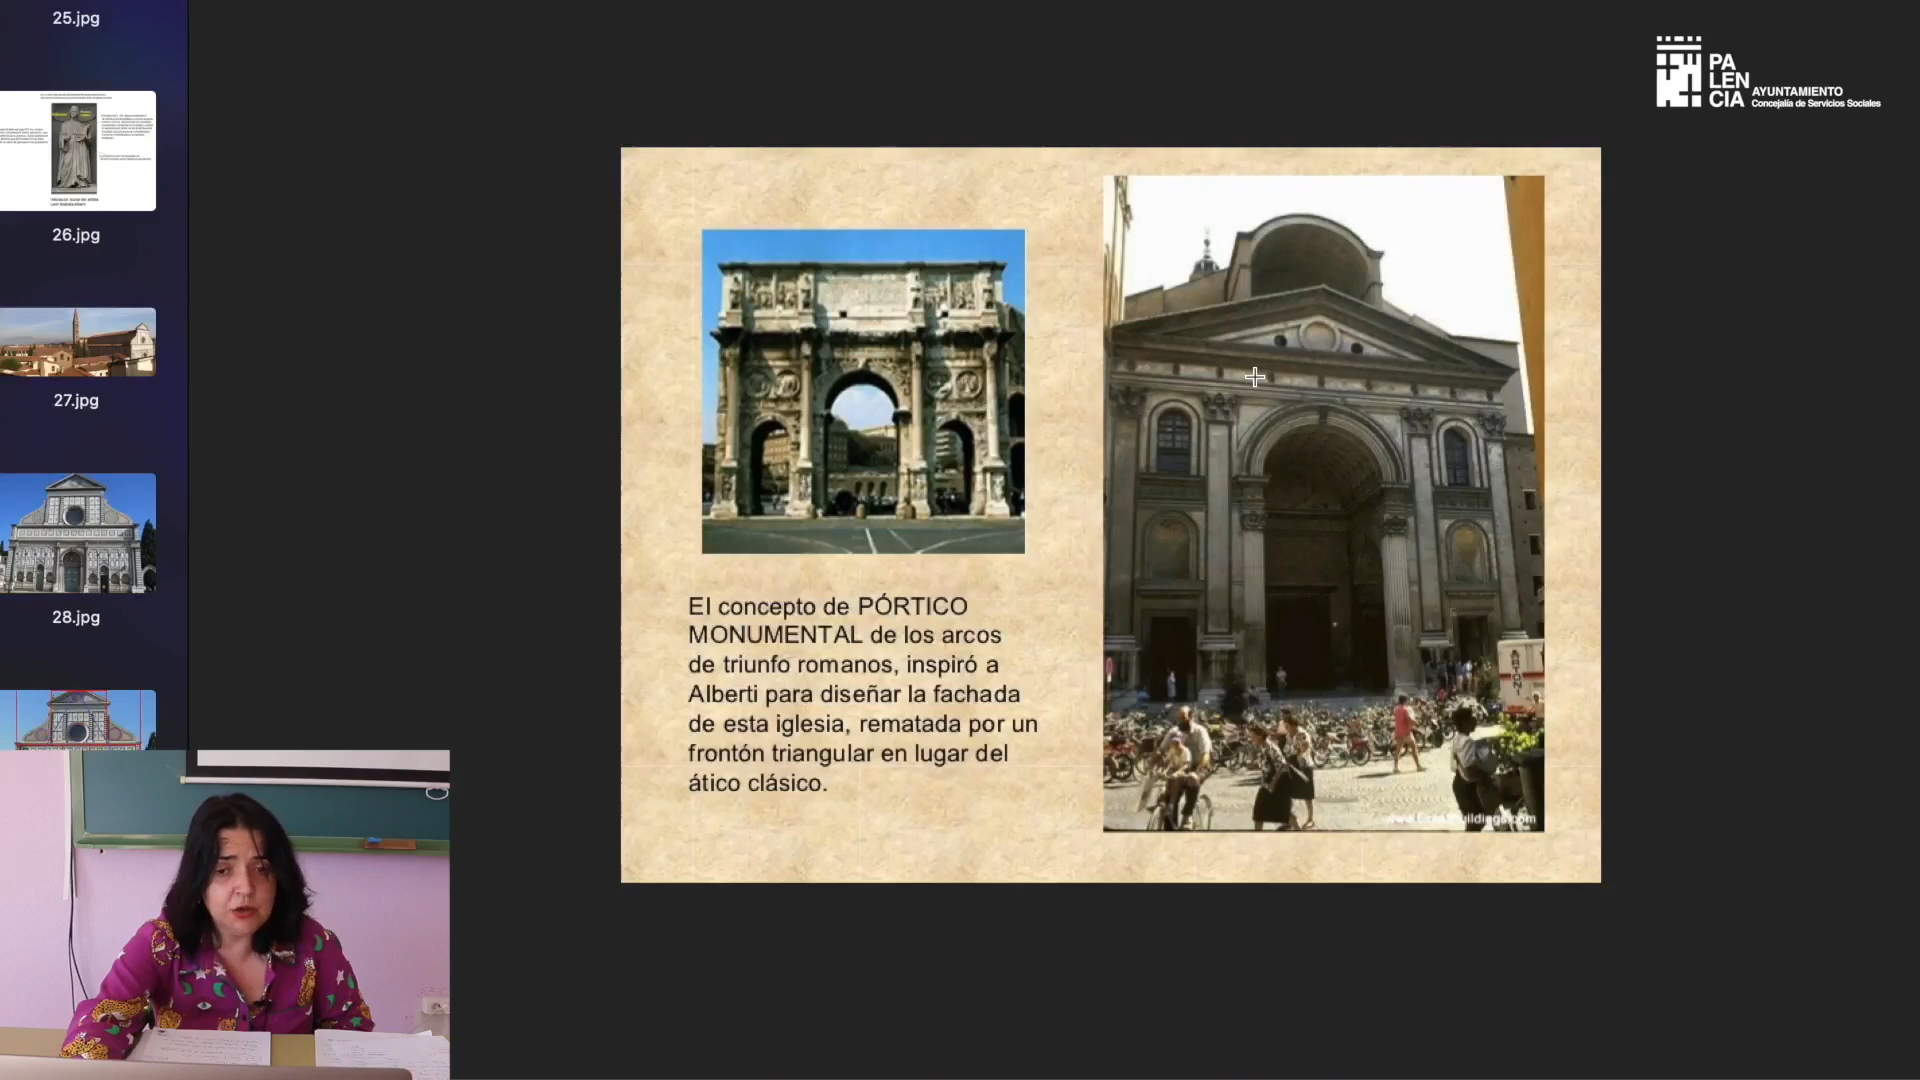 25.jpg
26.jpg
27.jpg
28.jpg
PA
LEN
CIA
AYUNTAMIENTO
Concejalía de Servicios Sociales
El concepto de PÓRTICO
MONUMENTAL de los arcos
de triunfo romanos, inspiró a
Alberti para diseñar la fachada
de esta iglesia, rematada por un
frontón triangular en lugar del
ático clásico.